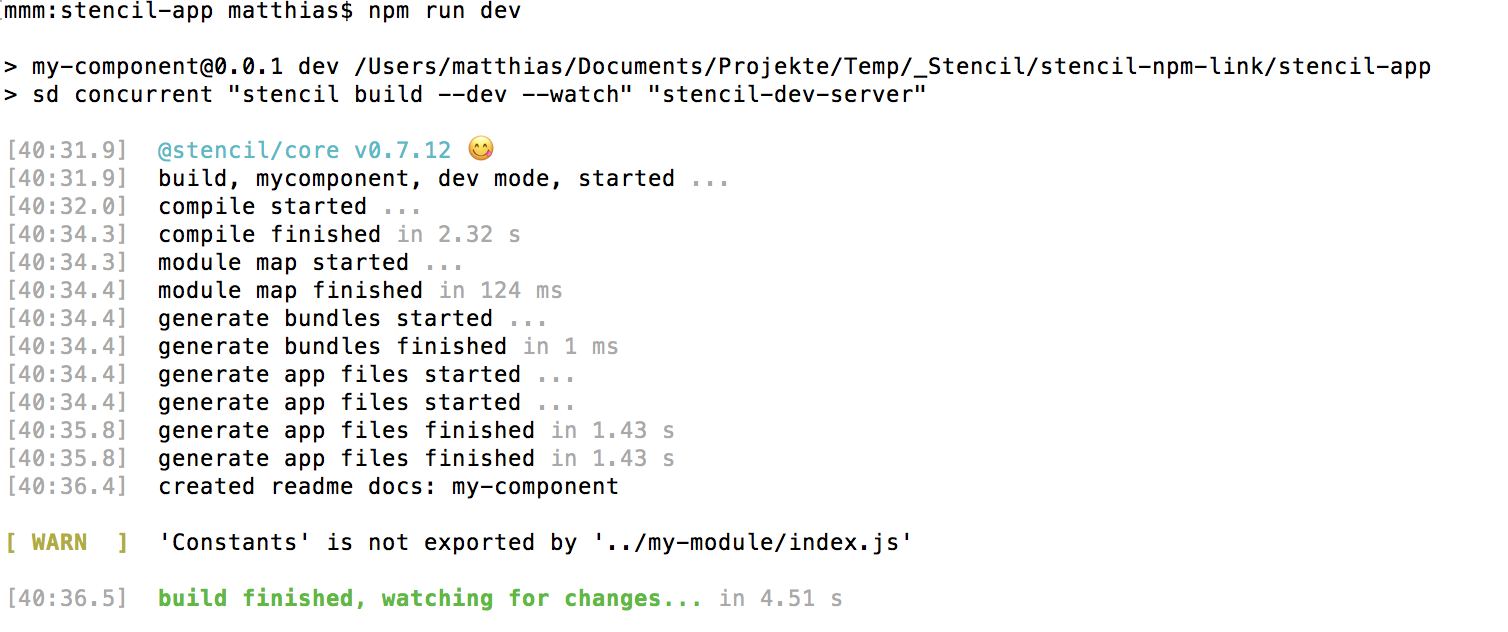 mmm:stencil-app matthias$ npm run dev
> my-component@0.0.1 dev /Users/matthias/Documents/Projekte/Temp/_Stencil/stencil-npm-link/stencil-app
> sd concurrent "stencil build --dev --watch" "stencil-dev-server"
[40:31.9] @stencil/core v0.7.12 😋
[40:31.9] build, mycomponent, dev mode, started ...
[40:32.0] compile started ...
[40:34.3] compile finished in 2.32 s
[40:34.3] module map started ...
[40:34.4] module map finished in 124 ms
[40:34.4] generate bundles started ...
[40:34.4] generate bundles finished in 1 ms
[40:34.4] generate app files started ...
[40:34.4] generate app files started ...
[40:35.8] generate app files finished in 1.43 s
[40:35.8] generate app files finished in 1.43 s
[40:36.4] created readme docs: my-component
[ WARN  ] 'Constants' is not exported by '../my-module/index.js'
[40:36.5] build finished, watching for changes... in 4.51 s